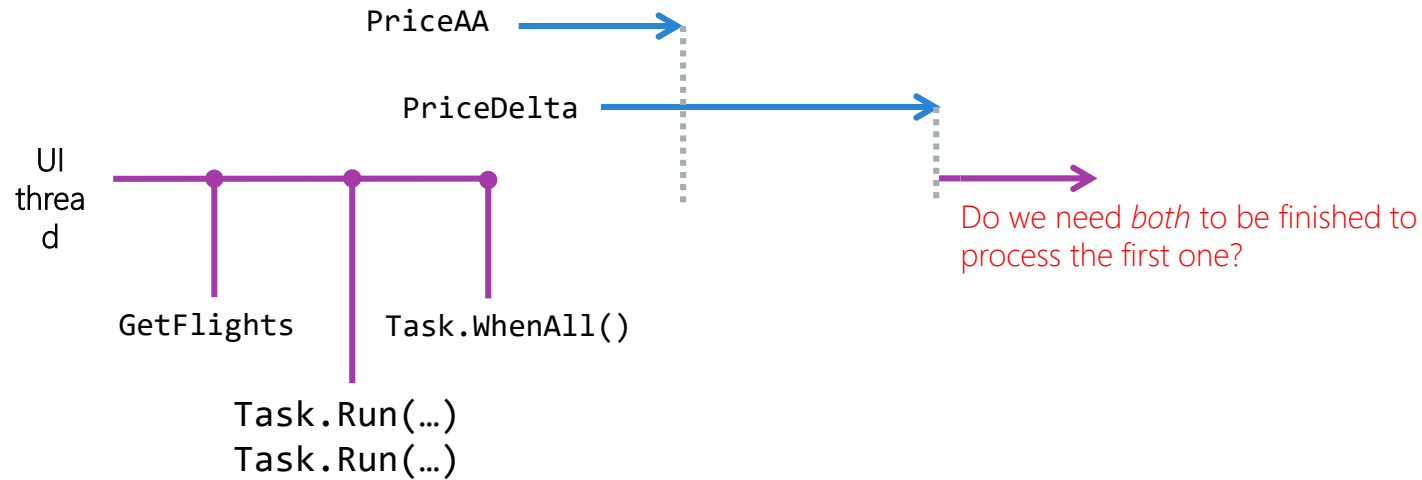 PriceAA
PriceDelta
UI
threa
d
Do we need both to be finished to
process the first one?
GetFlights
Task.WhenAll()
Task.Run(…)
Task.Run(…)